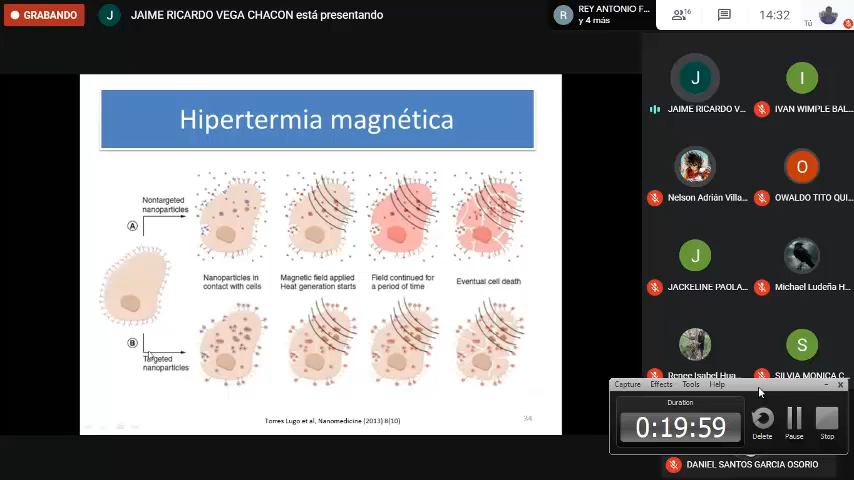 GRABANDO
J
JAIME RICARDO VEGA CHACON está presentando
R
REY ANTONIO F...
y 4 más
16
14:32
Tú
Hipertermia magnética
Nontargeted
nanoparticles
A
Nanoparticles in
contact with cells
Magnetic field applied
Heat generation starts
Field continued for
a period of time
Eventual cell death
B
Targeted
nanoparticles
Torres Lugo et al, Nanomedicine (2013) 8(10)
34
J
JAIME RICARDO V...
I
IVAN WIMPLE BAL...
Nelson Adrián Villa...
O
OWALDO TITO QUI...
J
JACKELINE PAOLA...
Michael Ludeña H...
Renee Isabel Hua...
S
SILVIA MONICA C...
Capture Effects Tools Help
Duration
0:19:59
Delete
Pause
Stop
DANIEL SANTOS GARCIA OSORIO